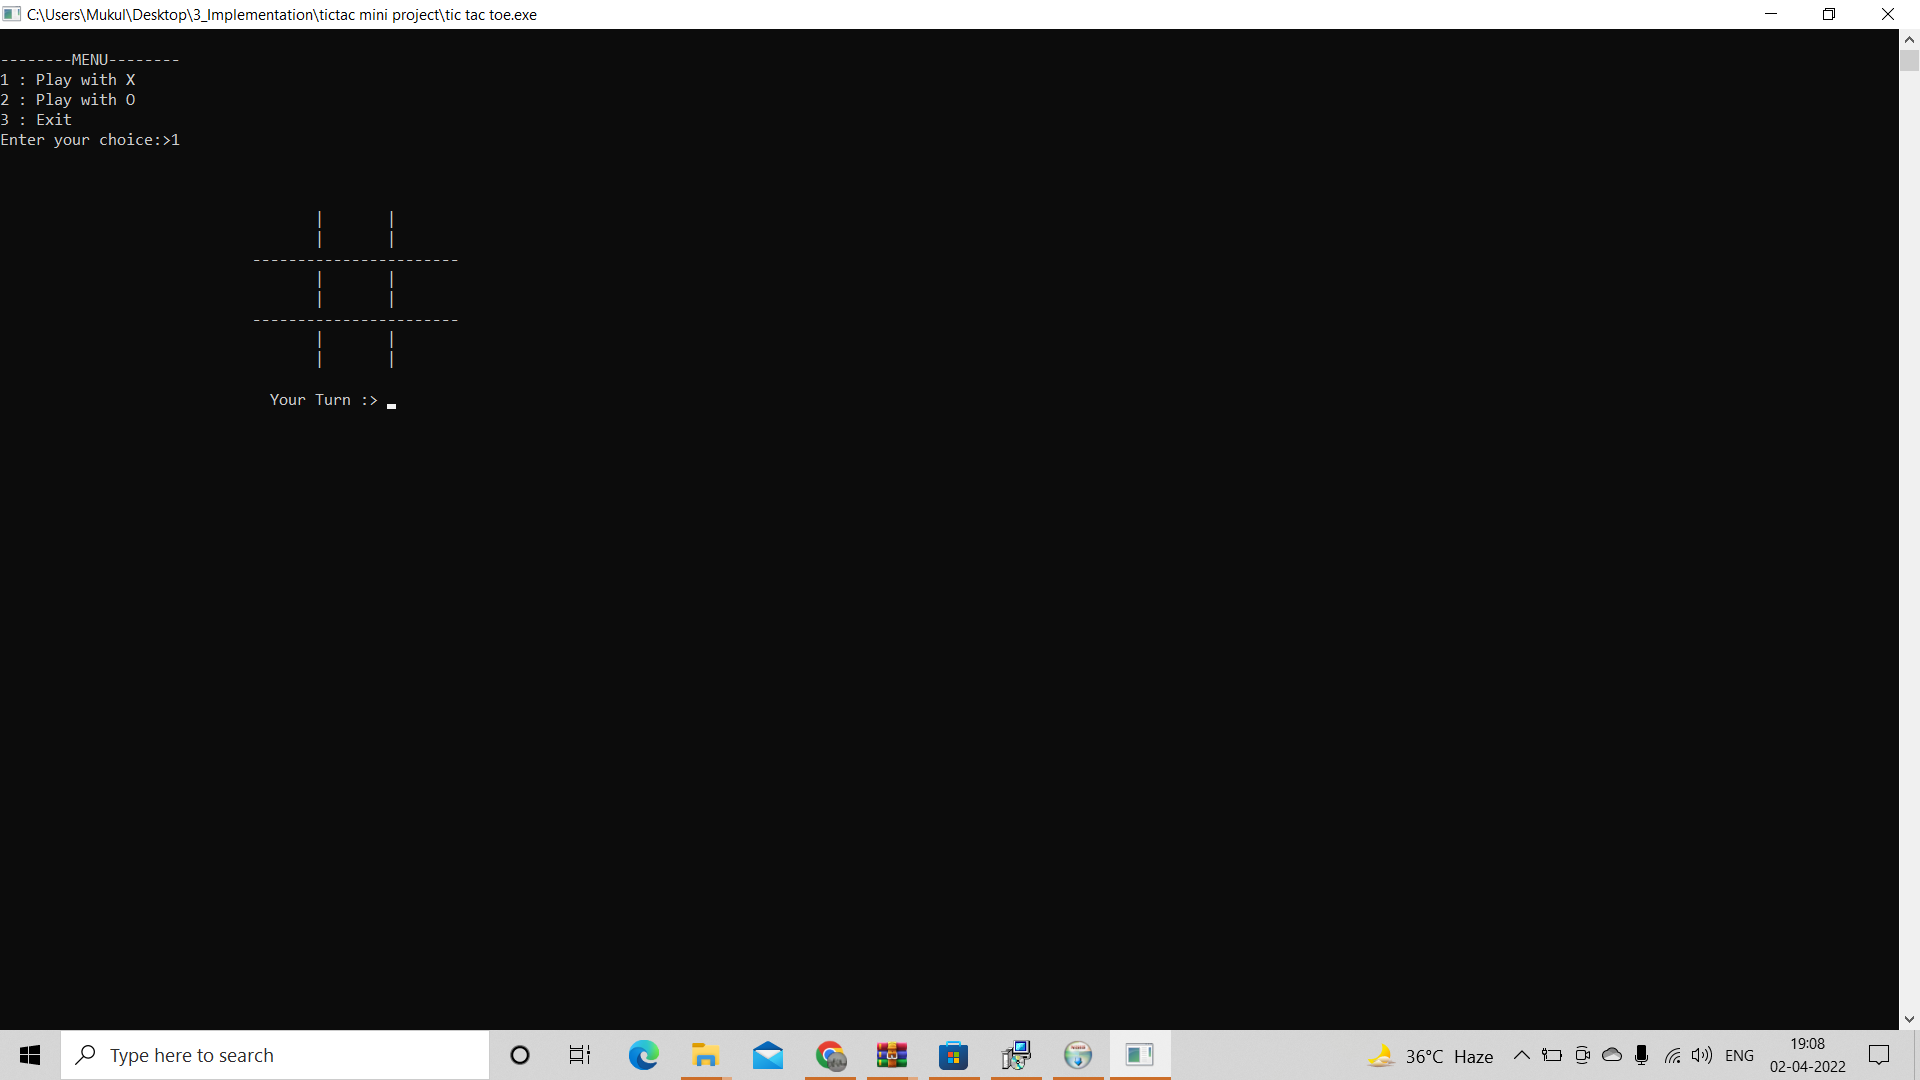 C:\Users\Mukul\Desktop\3_Implementation\tictac mini project\tic tac toe.exe
--------MENU--------
1 : Play with X
2 : Play with O
3 : Exit
Enter your choice:>1
|       |
|       |
-----------------------
|       |
|       |
-----------------------
|       |
|       |
Your Turn :> _
Type here to search
36°C Haze
ENG
19:08
02-04-2022